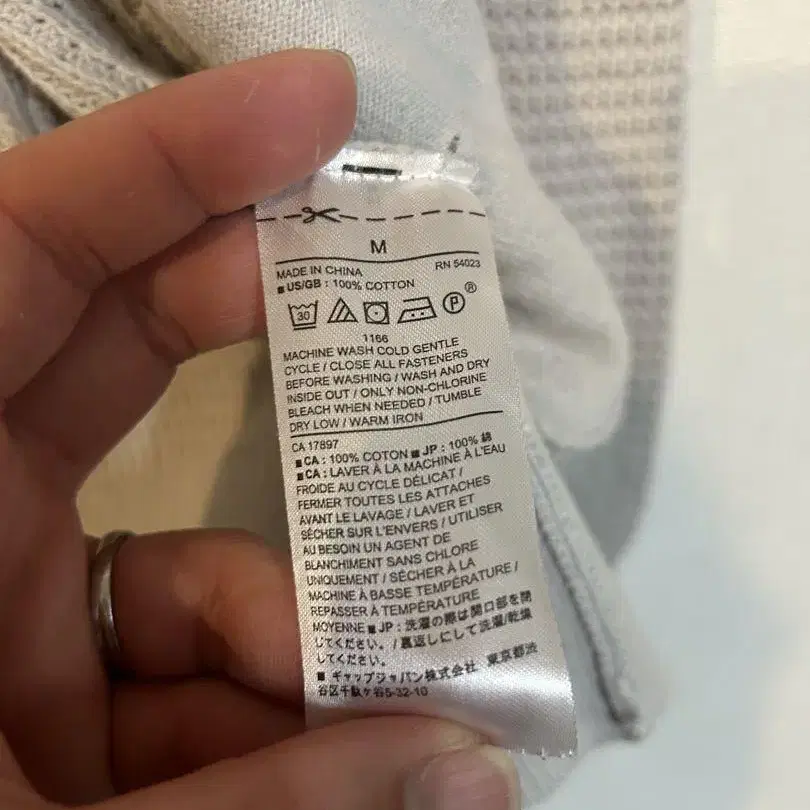 M
MADE IN CHINA RN 54023
■ US/GB : 100% COTTON
30 P ®
1166
MACHINE WASH COLD GENTLE
CYCLE / CLOSE ALL FASTENERS
BEFORE WASHING / WASH AND DRY
INSIDE OUT / ONLY NON-CHLORINE
BLEACH WHEN NEEDED / TUMBLE
DRY LOW / WARM IRON
CA 17897
■ CA : 100% COTON ■ JP : 100% 綿
■ CA : LAVER À LA MACHINE À L'EAU
FROIDE AU CYCLE DÉLICAT /
FERMER TOUTES LES ATTACHES
AVANT LE LAVAGE / LAVER ET
SÉCHER SUR L'ENVERS / UTILISER
AU BESOIN UN AGENT DE
BLANCHIMENT SANS CHLORE
UNIQUEMENT / SÉCHER À LA
MACHINE À BASSE TEMPÉRATURE /
REPASSER À TEMPÉRATURE
MOYENNE ■ JP : 洗濯の際は開口部を閉
じてください。/ 裏返しにして洗濯/乾燥
してください。
■ ギャップジャパン株式会社 東京都渋
谷区千駄ヶ谷5-32-10